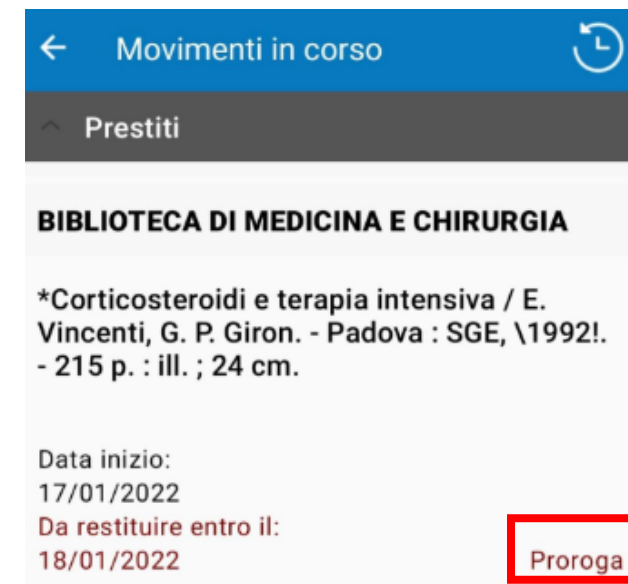 Movimenti in corso
Prestiti
BIBLIOTECA DI MEDICINA E CHIRURGIA
*Corticosteroidi e terapia intensiva / E.
Vincenti, G. P. Giron. - Padova : SGE, \1992!.
- 215 p. : ill. ; 24 cm.
Data inizio:
17/01/2022
Da restituire entro il:
18/01/2022 Proroga